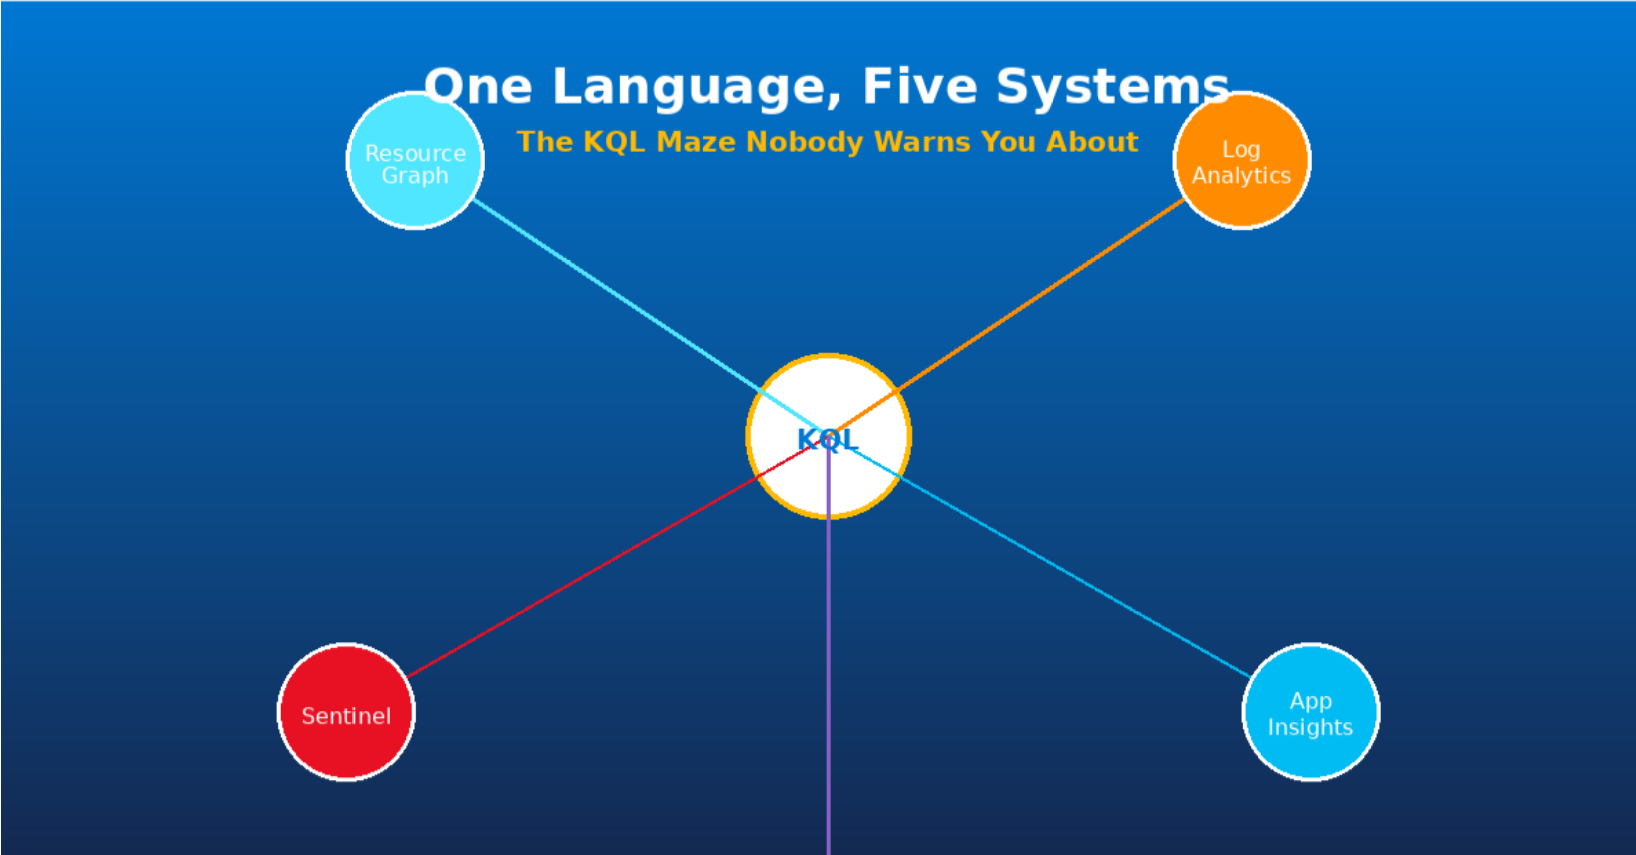 One Language, Five Systems
The KQL Maze Nobody Warns You About
Resource
Graph
Log
Analytics
KQL
Sentinel
App
Insights